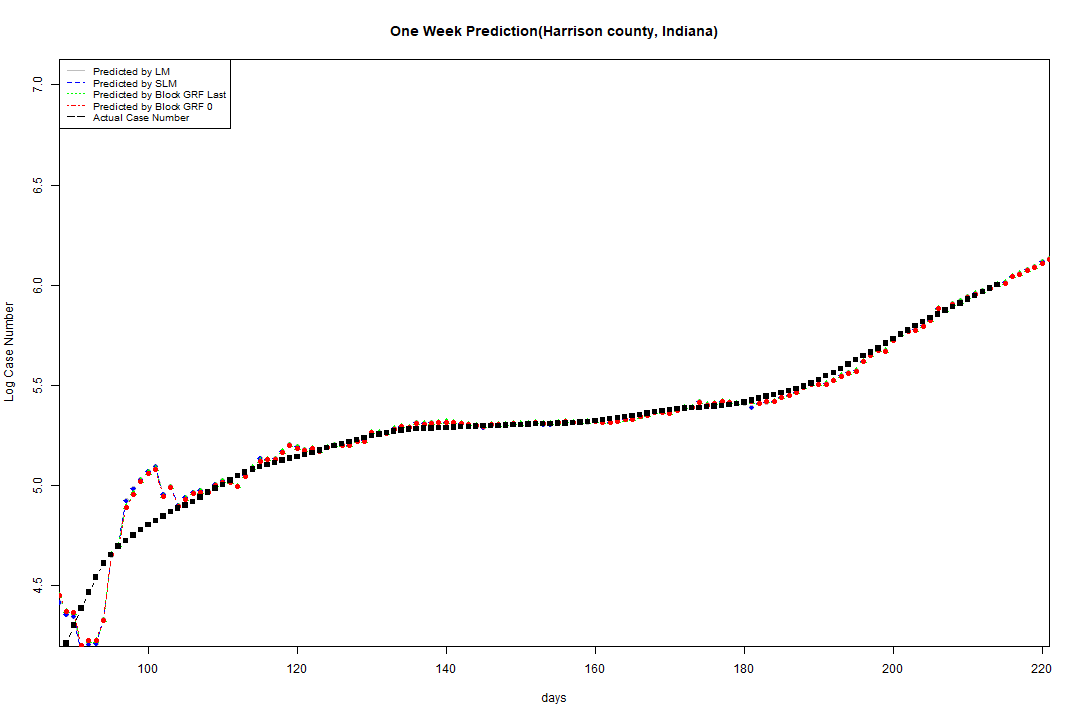 One Week Prediction(Harrison county, Indiana)
Predicted by LM
Predicted by SLM
Predicted by Block GRF Last
Predicted by Block GRF 0
Actual Case Number
7.0
6.5
6.0
5.5
5.0
4.5
Log Case Number
100 120 140 160 180 200 220
days